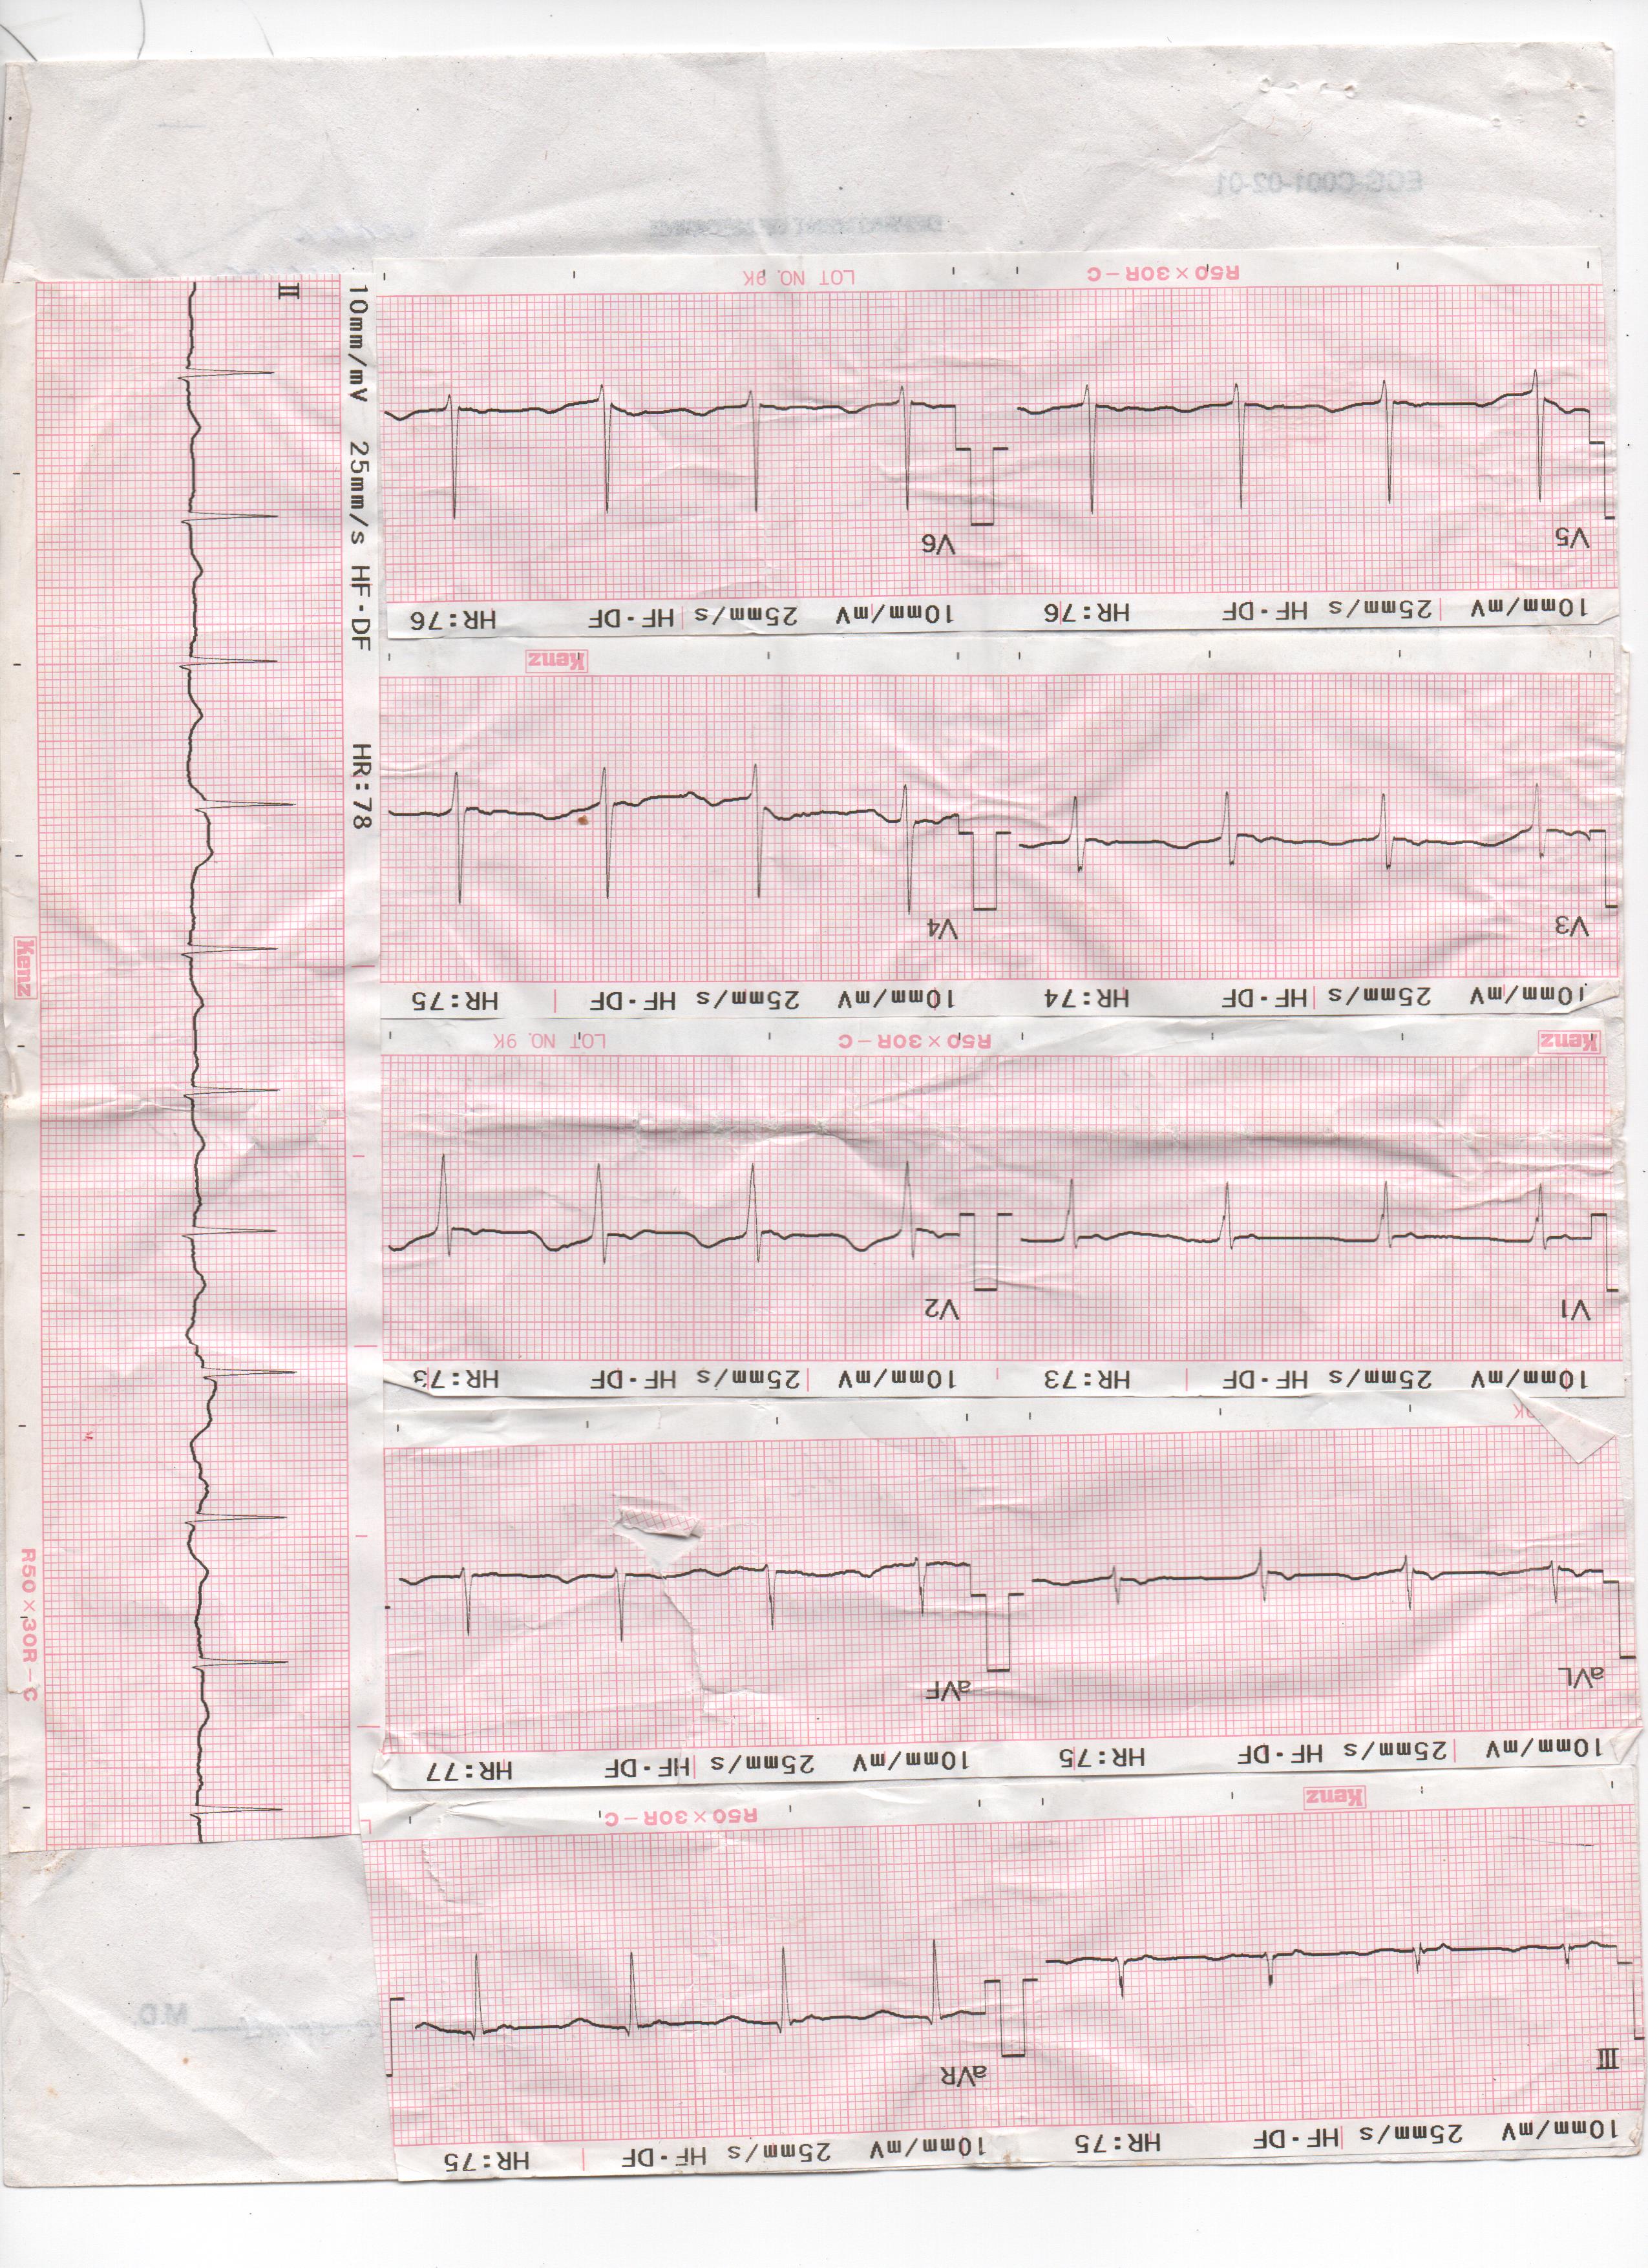 III
10mm/mV 25mm/s HF·DF HR:75
aVR
10mm/mV 25mm/s HF·DF HR:75
Kenz
R50×30R-C
aVL
10mm/mV 25mm/s HF·DF HR:75
aVF
10mm/mV 25mm/s HF·DF HR:77
9K
V1
10mm/mV 25mm/s HF·DF HR:73
V2
10mm/mV 25mm/s HF·DF HR:73
Kenz
R50×30R-C
LOT NO. 9K
V3
10mm/mV 25mm/s HF·DF HR:74
V4
10mm/mV 25mm/s HF·DF HR:75
Kenz
V5
10mm/mV 25mm/s HF·DF HR:76
V6
10mm/mV 25mm/s HF·DF HR:76
R50×30R-C
LOT NO. 9K
II
10mm/mV 25mm/s HF·DF HR:78
Kenz
R50×30R-C
ECG-C001-02-01
M.D.